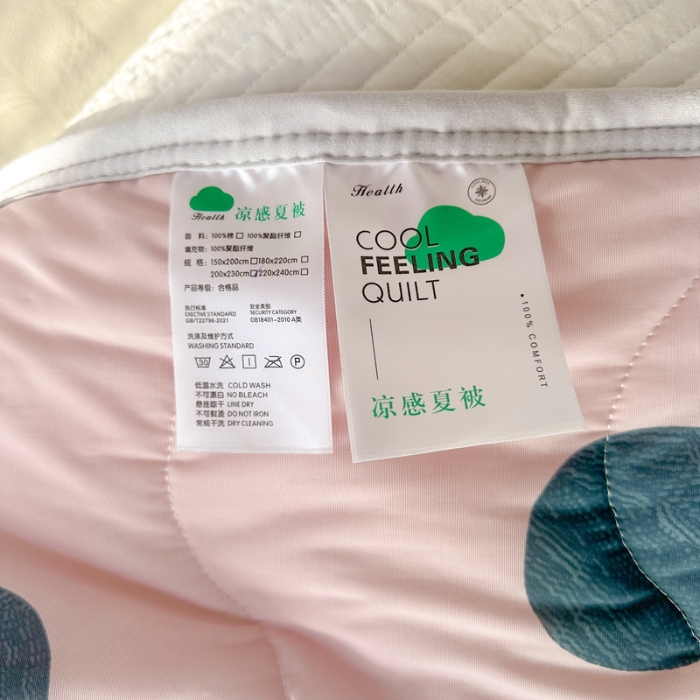 Health 凉感夏被
面 料: 100%棉 100%聚酯纤维
填充物: 100%聚酯纤维
规 格: 150x200cm 180x220cm
200x230cm 220x240cm
产品等级: 合格品
执行标准 安全类别
EXECTIVE STANDARD SECURITY CATEGORY
GB/T22796-2021 GB18401-2010 A类
洗涤及维护方式
WASHING STANDARD
30 P
低温水洗 COLD WASH
不可漂白 NO BLEACH
悬挂晾干 LINE DRY
不可熨烫 DO NOT IRON
常规干洗 DRY CLEANING
Health
COOL
FEELING
QUILT
•100% COMFORT
凉感夏被